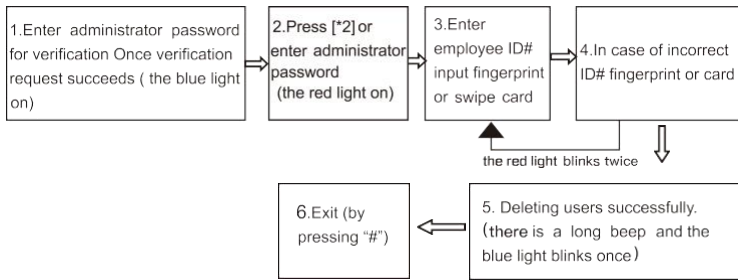 1.Enter administrator password
for verification Once verification
request succeeds ( the blue light
on)
2.Press [*2] or
enter administrator
password
(the red light on)
3.Enter
employee ID#
input fingerprint
or swipe card
4.In case of incorrect
ID# fingerprint or card
the red light blinks twice
5. Deleting users successfully.
(there is a long beep and the
blue light blinks once)
6.Exit (by
pressing “#”)